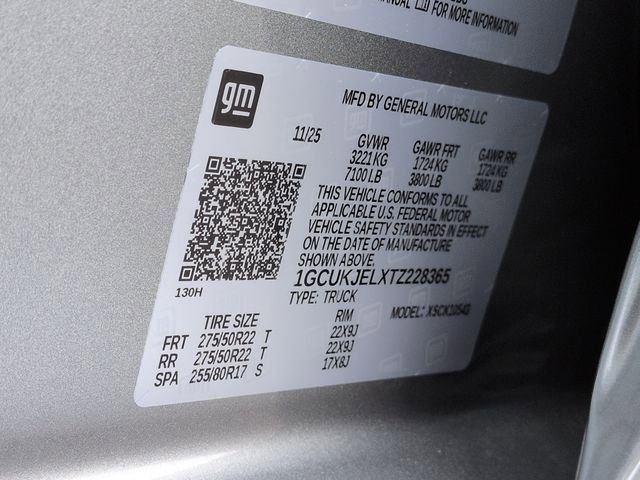 MANUAL FOR MORE INFORMATION
gm
MFD BY GENERAL MOTORS LLC
11/25 GVWR GAWR FRT GAWR RR
3221 KG 1724 KG 1724 KG
7100 LB 3800 LB 3800 LB
THIS VEHICLE CONFORMS TO ALL
APPLICABLE U.S. FEDERAL MOTOR
VEHICLE SAFETY STANDARDS IN EFFECT
ON THE DATE OF MANUFACTURE
SHOWN ABOVE.
1GCUKJELXTZ228365
130H
TYPE: TRUCK MODEL: XSCK10543
TIRE SIZE RIM
FRT 275/50R22 T 22X9J
RR 275/50R22 T 22X9J
SPA 255/80R17 S 17X8J